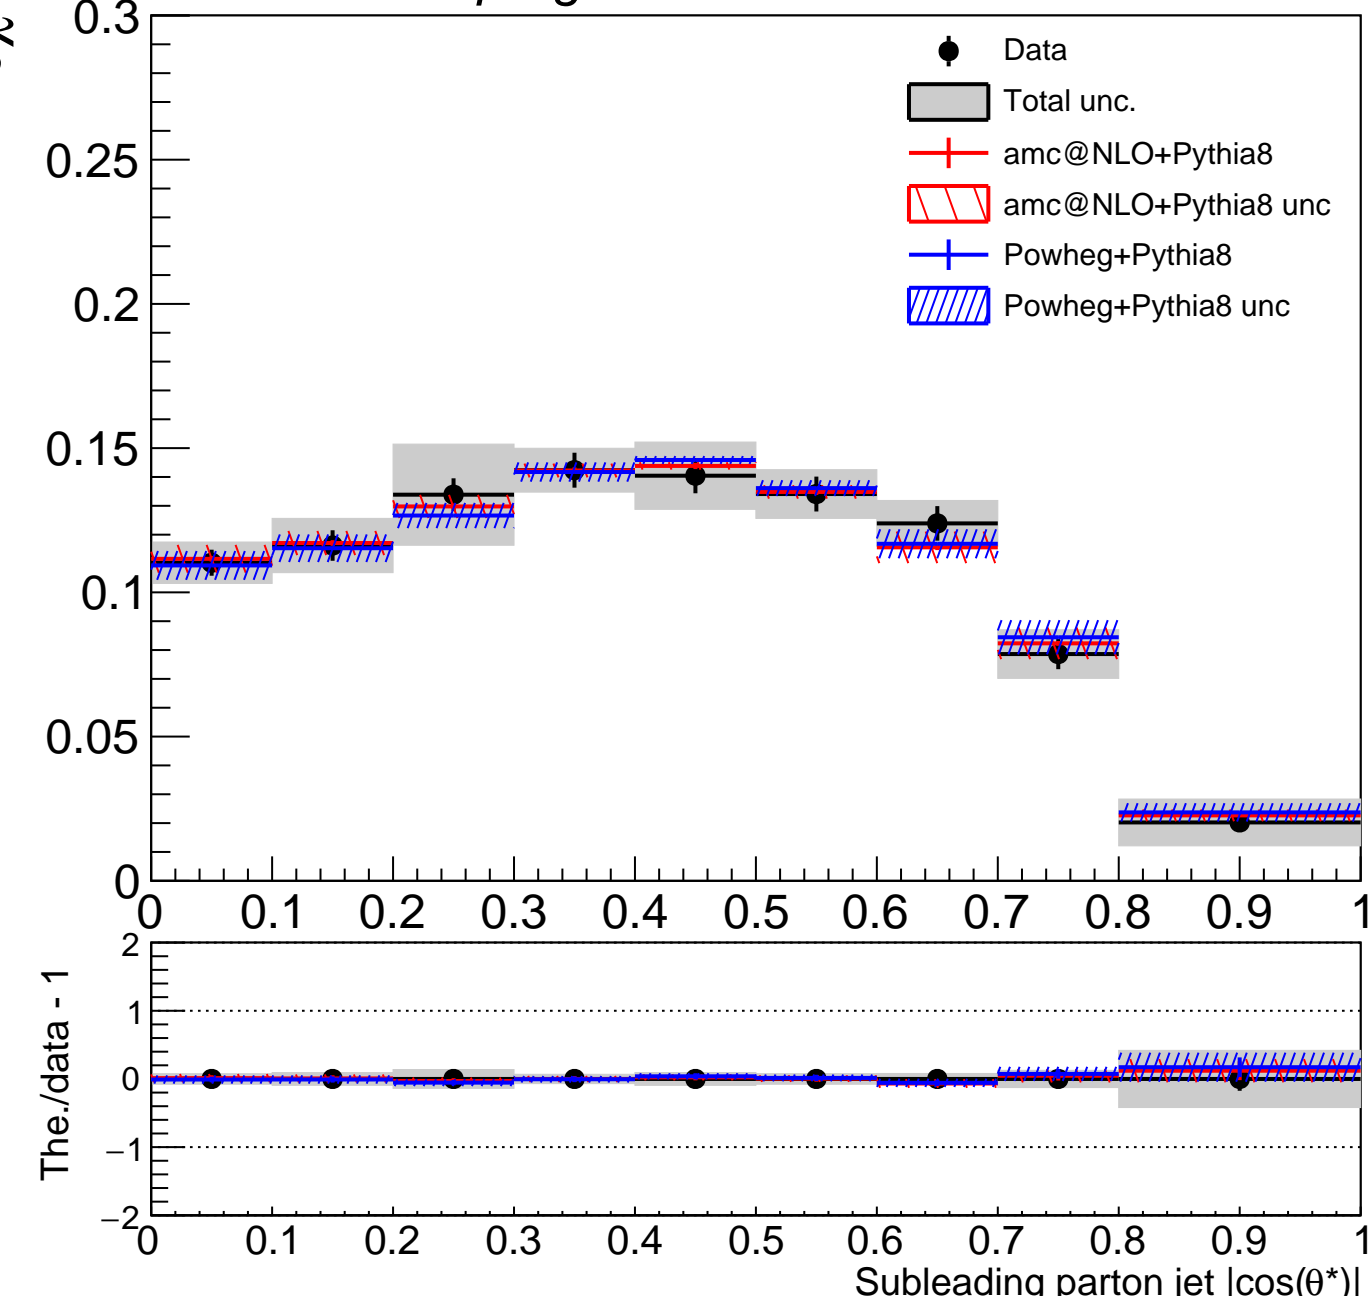 0.3
Data
Total unc.
amc@NLO+Pythia8
amc@NLO+Pythia8 unc
Powheg+Pythia8
Powheg+Pythia8 unc
0.25
0.2
0.15
0.1
0.05
0
0 0.1 0.2 0.3 0.4 0.5 0.6 0.7 0.8 0.9 1
The./data - 1
2
1
0
−1
−2
0 0.1 0.2 0.3 0.4 0.5 0.6 0.7 0.8 0.9 1
Subleading parton jet |cos(θ*)|